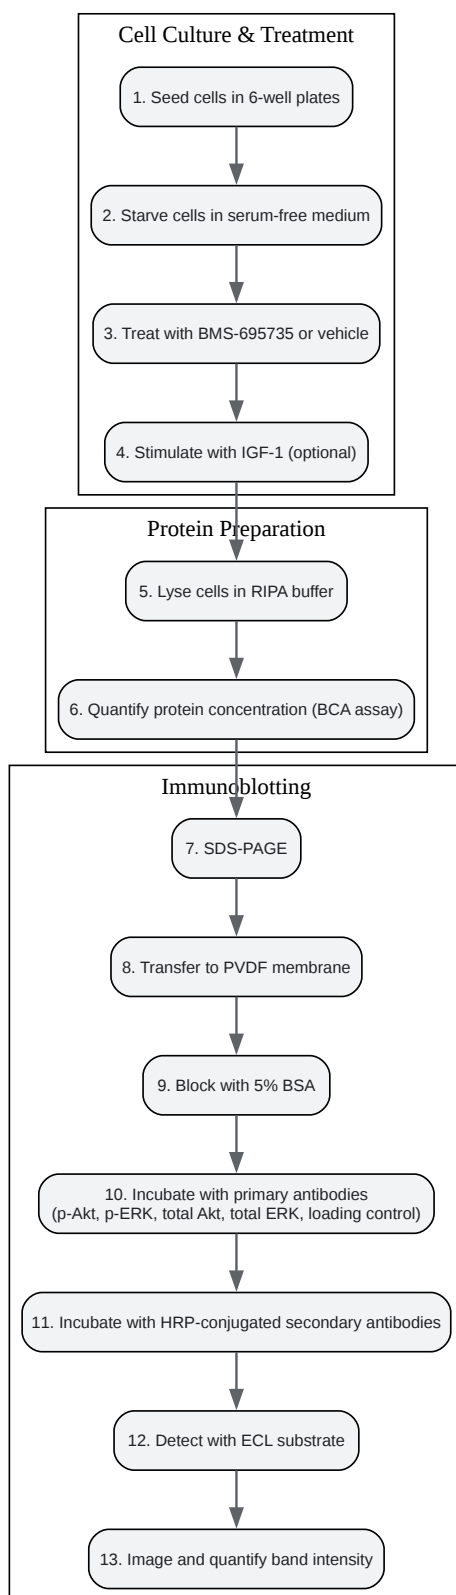 Cell Culture & Treatment
1. Seed cells in 6-well plates
2. Starve cells in serum-free medium
3. Treat with BMS-695735 or vehicle
4. Stimulate with IGF-1 (optional)
Protein Preparation
5. Lyse cells in RIPA buffer
6. Quantify protein concentration (BCA assay)
Immunoblotting
7. SDS-PAGE
8. Transfer to PVDF membrane
9. Block with 5% BSA
10. Incubate with primary antibodies
(p-Akt, p-ERK, total Akt, total ERK, loading control)
11. Incubate with HRP-conjugated secondary antibodies
12. Detect with ECL substrate
13. Image and quantify band intensity